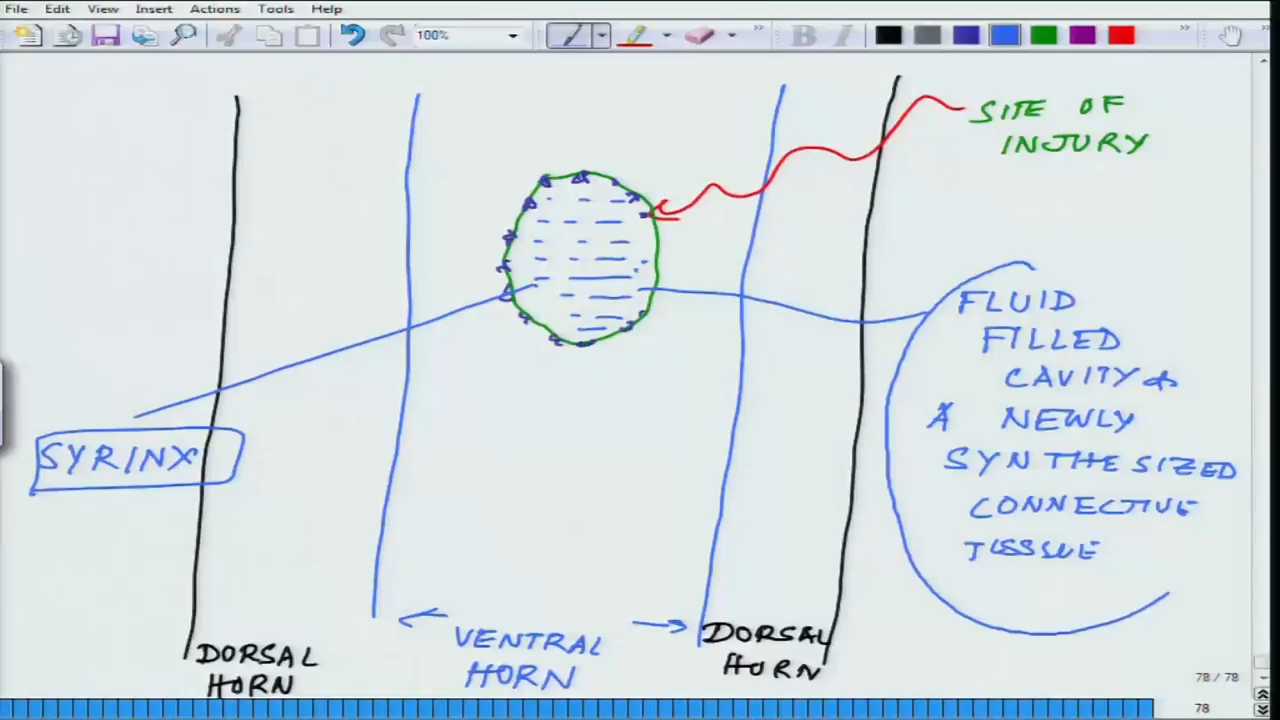 File Edit View Insert Actions Tools Help
100%
B I
SITE OF
INJURY
FLUID
FILLED
CAVITY &
A NEWLY
SYNTHESIZED
CONNECTIVE
TISSSUE
SYRINX
DORSAL
HORN
VENTRAL
HORN
DORSAL
HORN
78 / 78
78